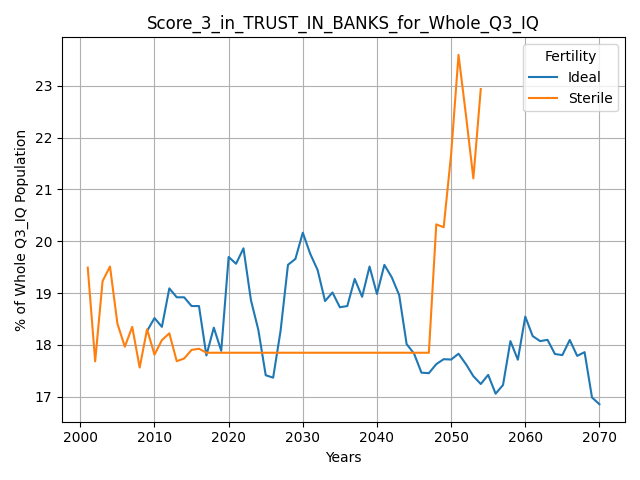 Score_3_in_TRUST_IN_BANKS_for_Whole_Q3_IQ
Fertility
Ideal
Sterile
% of Whole Q3_IQ Population
23
22
21
20
19
18
17
2000 2010 2020 2030 2040 2050 2060 2070
Years